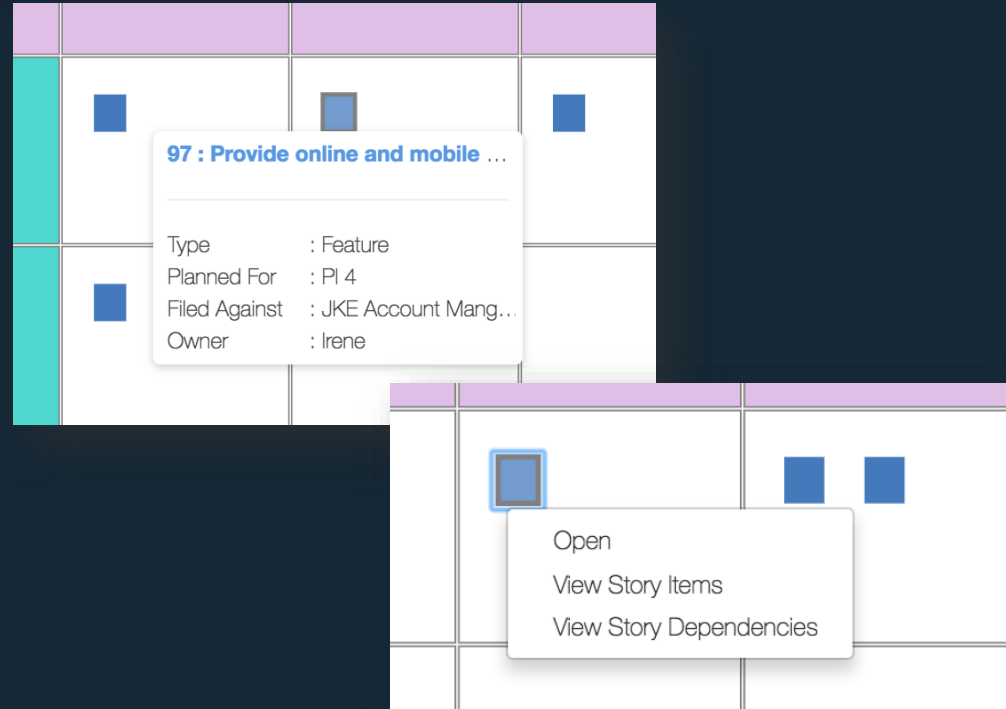 97 : Provide online and mobile ...
Type : Feature
Planned For : PI 4
Filed Against : JKE Account Mang...
Owner : Irene
Open
View Story Items
View Story Dependencies